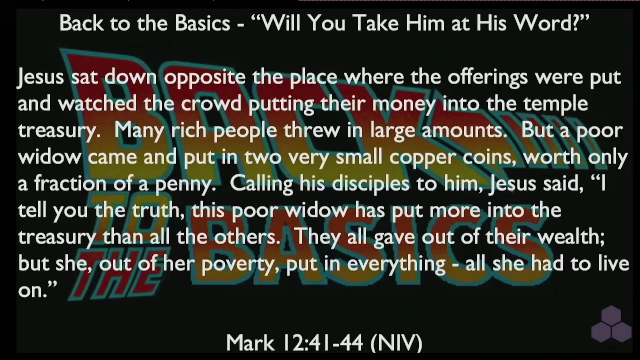 Back to the Basics - “Will You Take Him at His Word?”
Jesus sat down opposite the place where the offerings were put
and watched the crowd putting their money into the temple
treasury.  Many rich people threw in large amounts.  But a poor
widow came and put in two very small copper coins, worth only
a fraction of a penny.  Calling his disciples to him, Jesus said, “I
tell you the truth, this poor widow has put more into the
treasury than all the others.  They all gave out of their wealth;
but she, out of her poverty, put in everything - all she had to live
on.”
Mark 12:41-44 (NIV)
BACK
TO
THE
BASICS